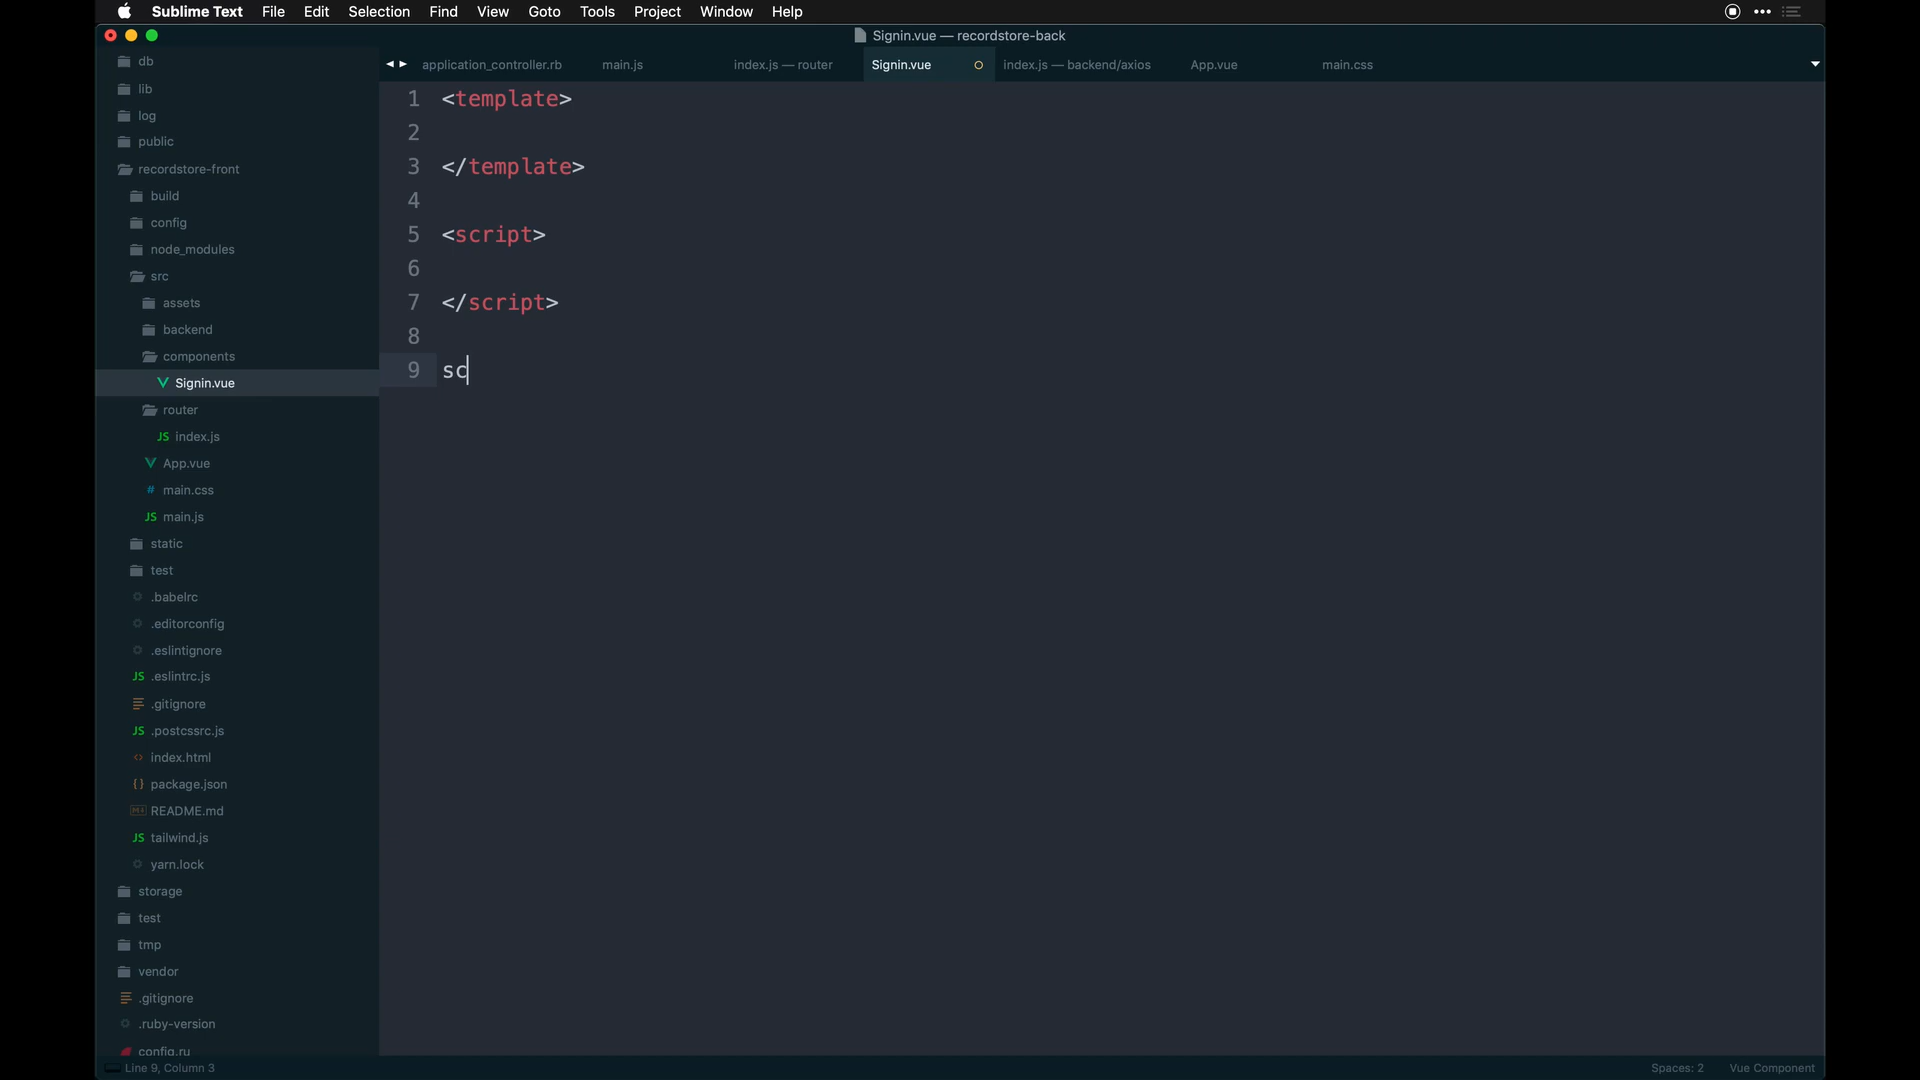 Sublime Text File Edit Selection Find View Goto Tools Project Window Help
Signin.vue — recordstore-back
application_controller.rb main.js index.js — router Signin.vue index.js — backend/axios App.vue main.css
db
lib
log
public
recordstore-front
build
config
node_modules
src
assets
backend
components
Signin.vue
router
JS index.js
App.vue
# main.css
JS main.js
static
test
.babelrc
.editorconfig
.eslintignore
JS .eslintrc.js
.gitignore
JS .postcssrc.js
<> index.html
{} package.json
README.md
JS tailwind.js
yarn.lock
storage
test
tmp
vendor
.gitignore
.ruby-version
config.ru
1 <template>
2
3 </template>
4
5 <script>
6
7 </script>
8
9 sc
Line 9, Column 3
Spaces: 2 Vue Component